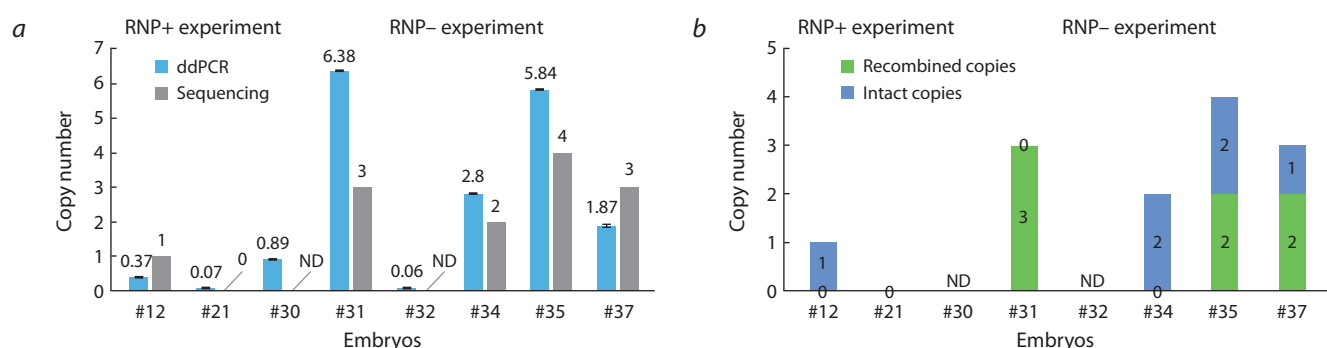 a
RNP+ experiment
RNP– experiment
7
6
5
4
3
2
1
0
Copy number
ddPCR
Sequencing
0.37
1
0.07
0
0.89
ND
6.38
3
0.06
ND
2.8
2
5.84
4
1.87
3
#12 #21 #30 #31 #32 #34 #35 #37
Embryos
b
RNP+ experiment
RNP– experiment
5
4
3
2
1
0
Copy number
Recombined copies
Intact copies
1
0
0
ND
0
3
ND
2
0
2
2
1
2
#12 #21 #30 #31 #32 #34 #35 #37
Embryos